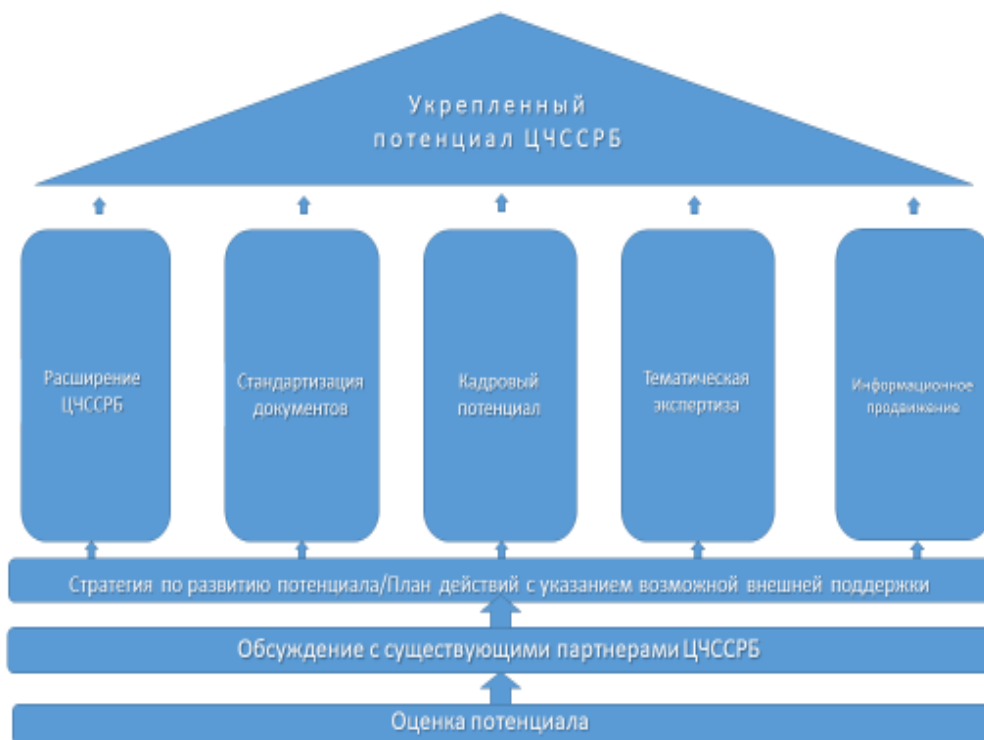 Укрепленный
потенциал ЦЧССРБ
Расширение
ЦЧССРБ
Стандартизация
документов
Кадровый
потенциал
Тематическая
экспертиза
Информационное
продвижение
Стратегия по развитию потенциала/План действий с указанием возможной внешней поддержки
Обсуждение с существующими партнерами ЦЧССРБ
Оценка потенциала